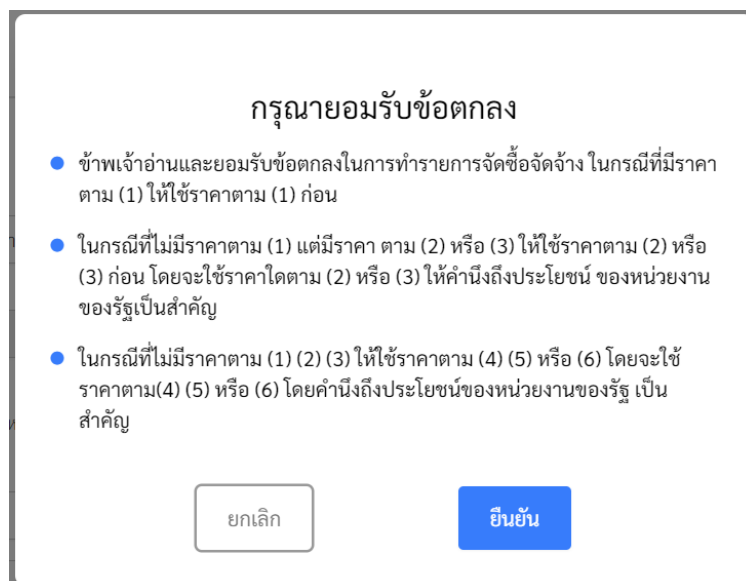 กรุณายอมรับข้อตกลง
ข้าพเจ้าอ่านและยอมรับข้อตกลงในการทำรายการจัดซื้อจัดจ้าง ในกรณีที่มีราคา
ตาม (1) ให้ใช้ราคาตาม (1) ก่อน
ในกรณีที่ไม่มีราคาตาม (1) แต่มีราคา ตาม (2) หรือ (3) ให้ใช้ราคาตาม (2) หรือ
(3) ก่อน โดยจะใช้ราคาใดตาม (2) หรือ (3) ให้คำนึงถึงประโยชน์ ของหน่วยงาน
ของรัฐเป็นสำคัญ
ในกรณีที่ไม่มีราคาตาม (1) (2) (3) ให้ใช้ราคาตาม (4) (5) หรือ (6) โดยจะใช้
ราคาตาม(4) (5) หรือ (6) โดยคำนึงถึงประโยชน์ของหน่วยงานของรัฐ เป็น
สำคัญ
ยกเลิก ยืนยัน